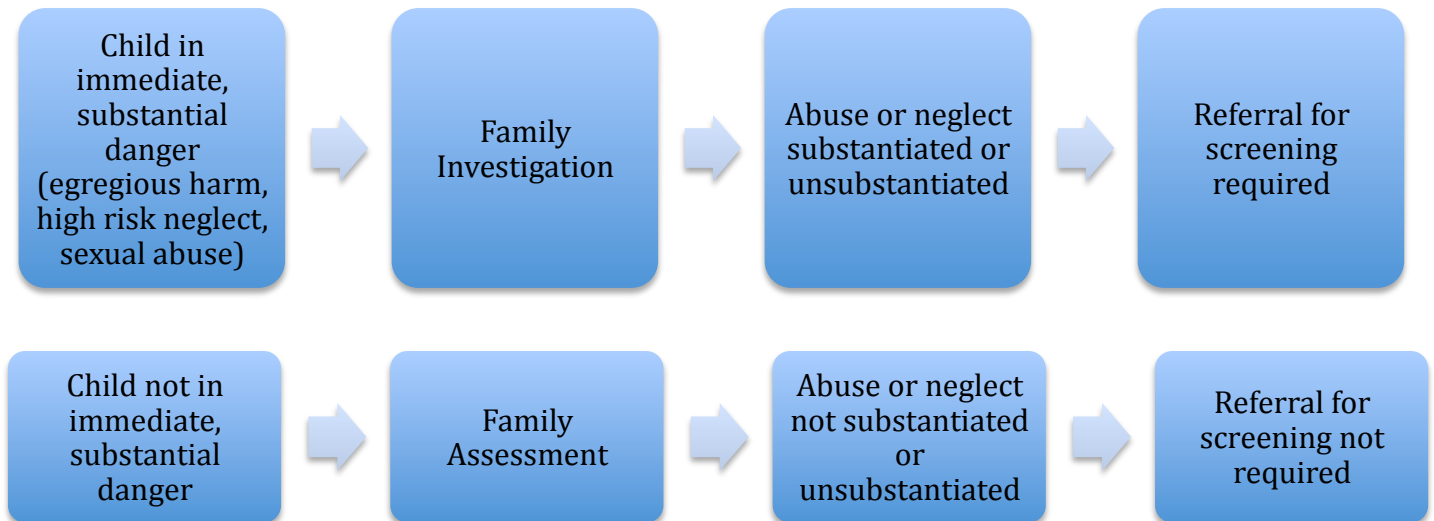 Child in
immediate,
substantial
danger
(egregious harm,
high risk neglect,
sexual abuse)
Family
Investigation
Abuse or neglect
substantiated or
unsubstantiated
Referral for
screening
required
Child not in
immediate,
substantial
danger
Family
Assessment
Abuse or neglect
not substantiated
or
unsubstantiated
Referral for
screening not
required